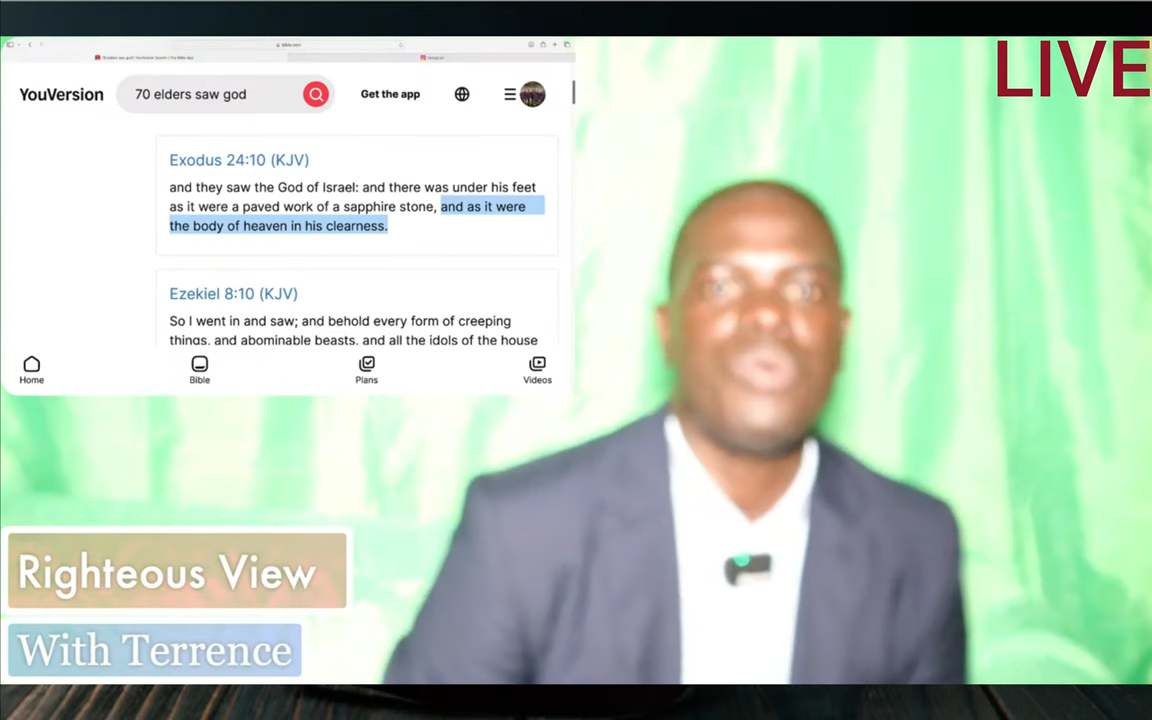 LIVE
bible.com
YouVersion
70 elders saw god
Get the app
Exodus 24:10 (KJV)
and they saw the God of Israel: and there was under his feet
as it were a paved work of a sapphire stone, and as it were
the body of heaven in his clearness.
Ezekiel 8:10 (KJV)
So I went in and saw; and behold every form of creeping
things, and abominable beasts, and all the idols of the house
Home
Bible
Plans
Videos
Righteous View
With Terrence